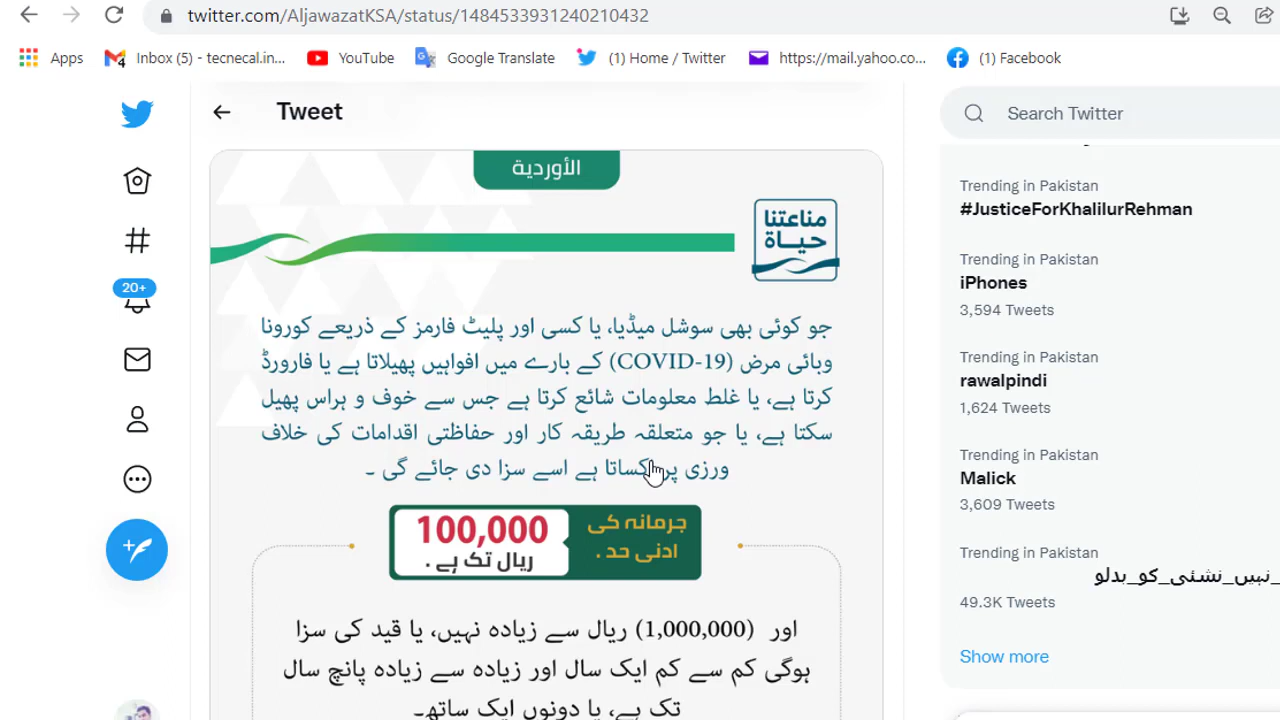 twitter.com/AljawazatKSA/status/1484533931240210432
Apps
Inbox (5) - tecnecal.in...
YouTube
Google Translate
(1) Home / Twitter
https://mail.yahoo.co...
(1) Facebook
20+
Tweet
الأوردية
مناعتنا
حيـاة
جو کوئی بھی سوشل میڈیا، یا کسی اور پلیٹ فارمز کے ذریعے کورونا
وبائی مرض (COVID-19) کے بارے میں افواہیں پھیلاتا ہے یا فارورڈ
کرتا ہے، یا غلط معلومات شائع کرتا ہے جس سے خوف و ہراس پھیل
سکتا ہے، یا جو متعلقہ طریقہ کار اور حفاظتی اقدامات کی خلاف
ورزی پر اکساتا ہے اسے سزا دی جائے گی ۔
جرمانہ کی
ادنی حد .
100,000
ریال تک ہے .
اور (1,000,000) ریال سے زیادہ نہیں، یا قید کی سزا
ہوگی کم سے کم ایک سال اور زیادہ سے زیادہ پانچ سال
تک ہے، یا دونوں ایک ساتھ۔
Search Twitter
Trending in Pakistan
#JusticeForKhalilurRehman
Trending in Pakistan
iPhones
3,594 Tweets
Trending in Pakistan
rawalpindi
1,624 Tweets
Trending in Pakistan
Malick
3,609 Tweets
Trending in Pakistan
_نہیں_نشئی_کو_بدلو
49.3K Tweets
Show more